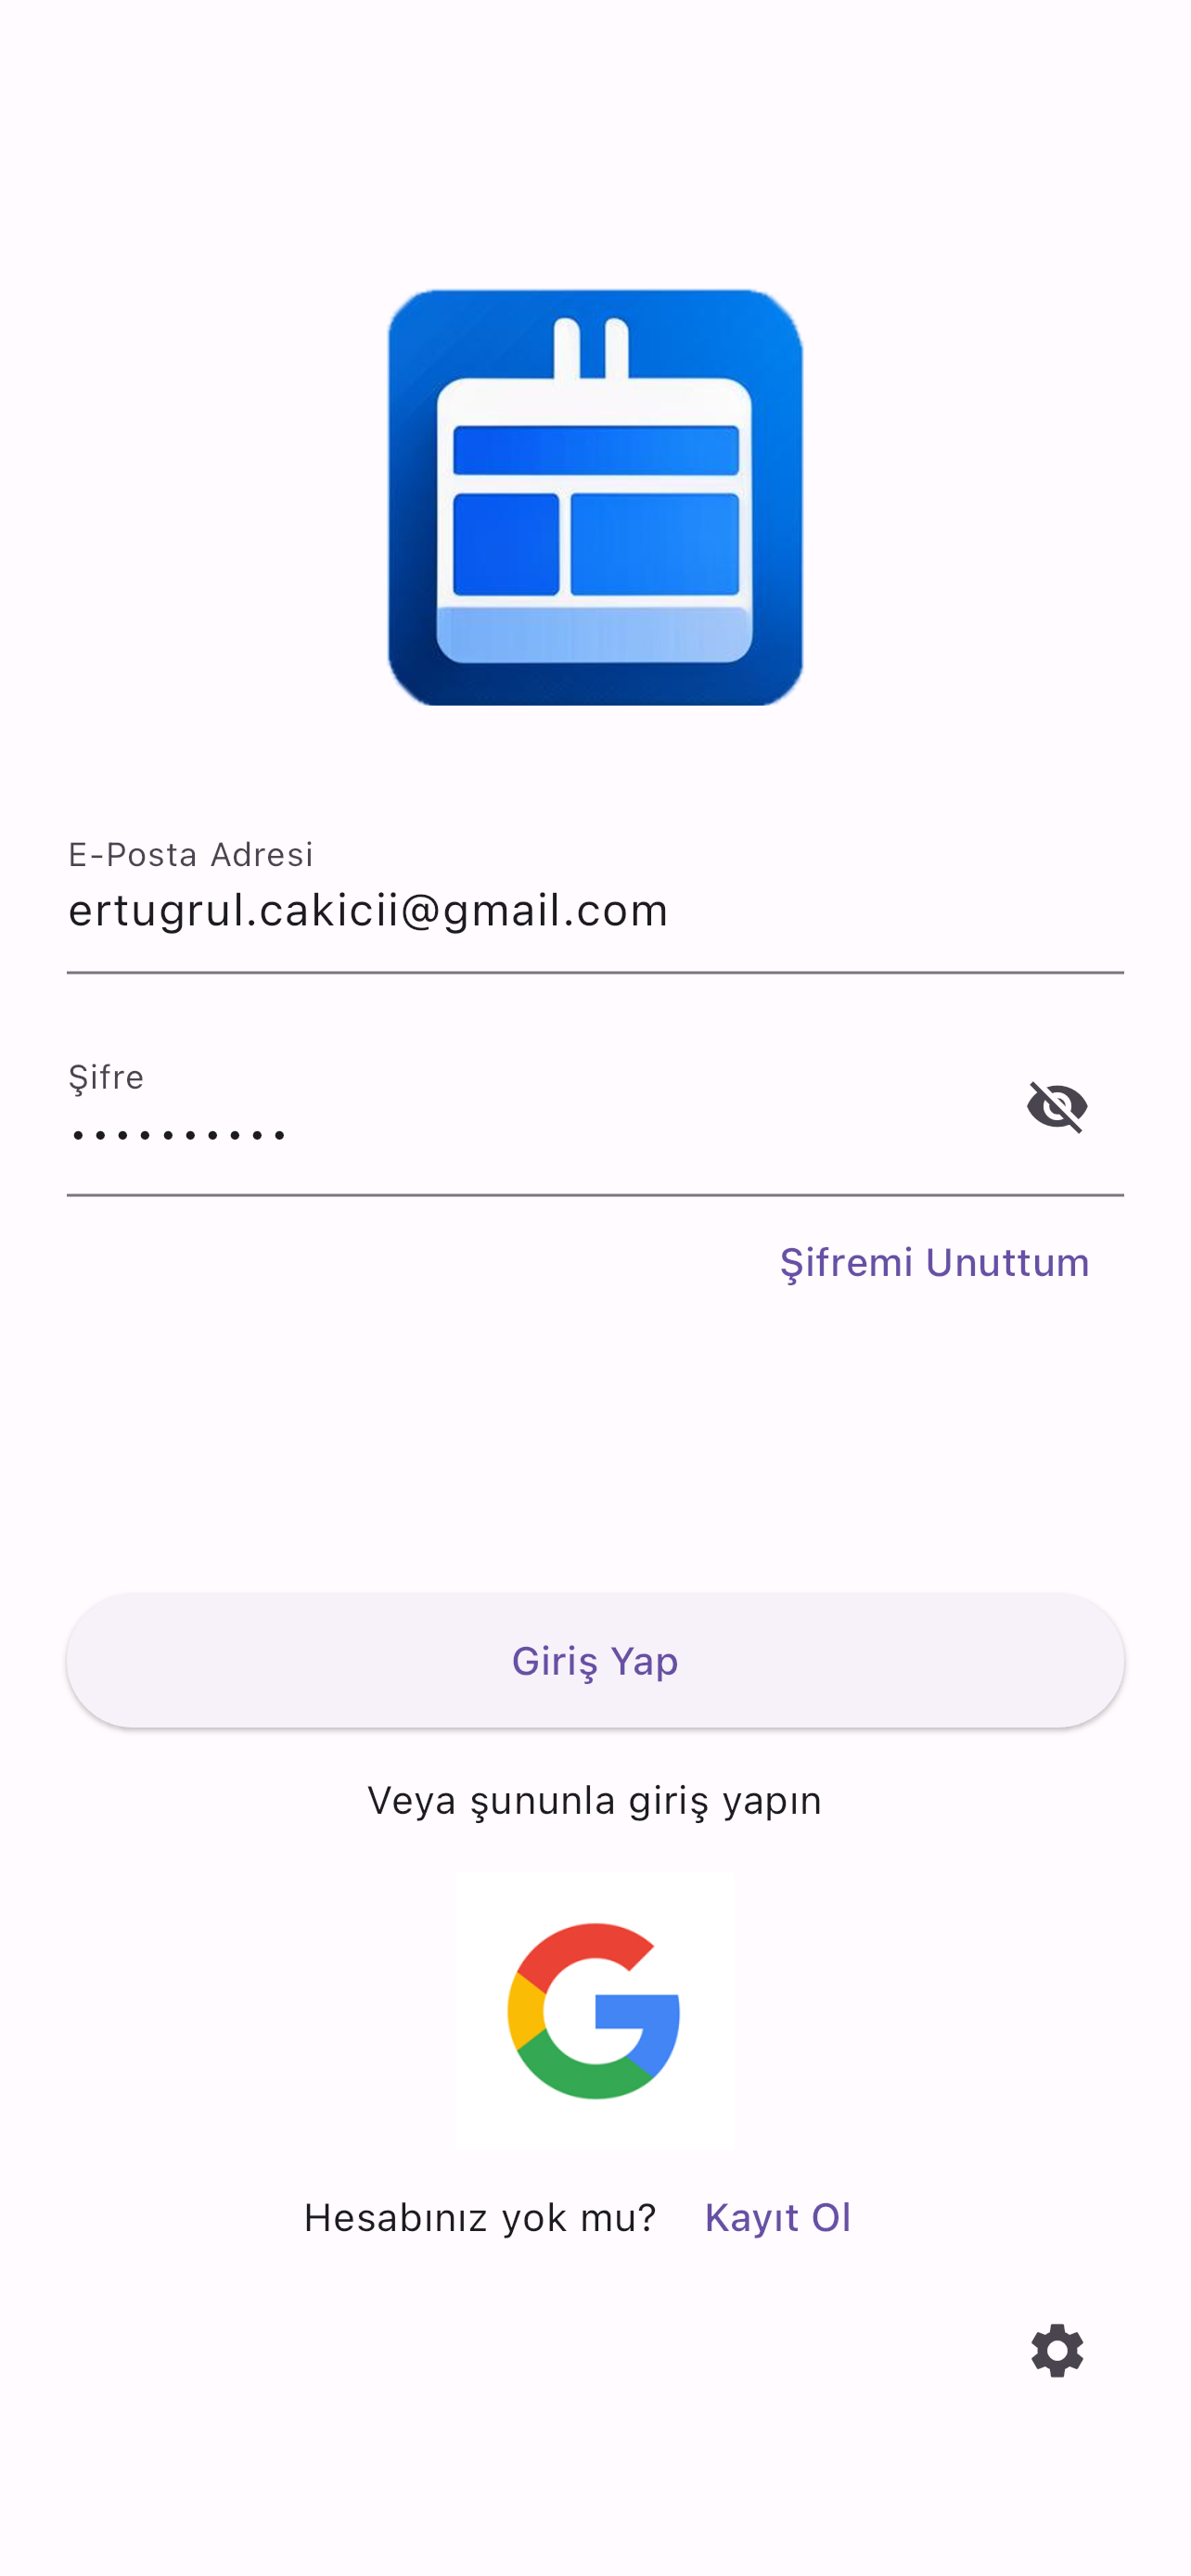 E-Posta Adresi
ertugrul.cakicii@gmail.com
Şifre
••••••••••
Şifremi Unuttum
Giriş Yap
Veya şununla giriş yapın
Hesabınız yok mu? Kayıt Ol